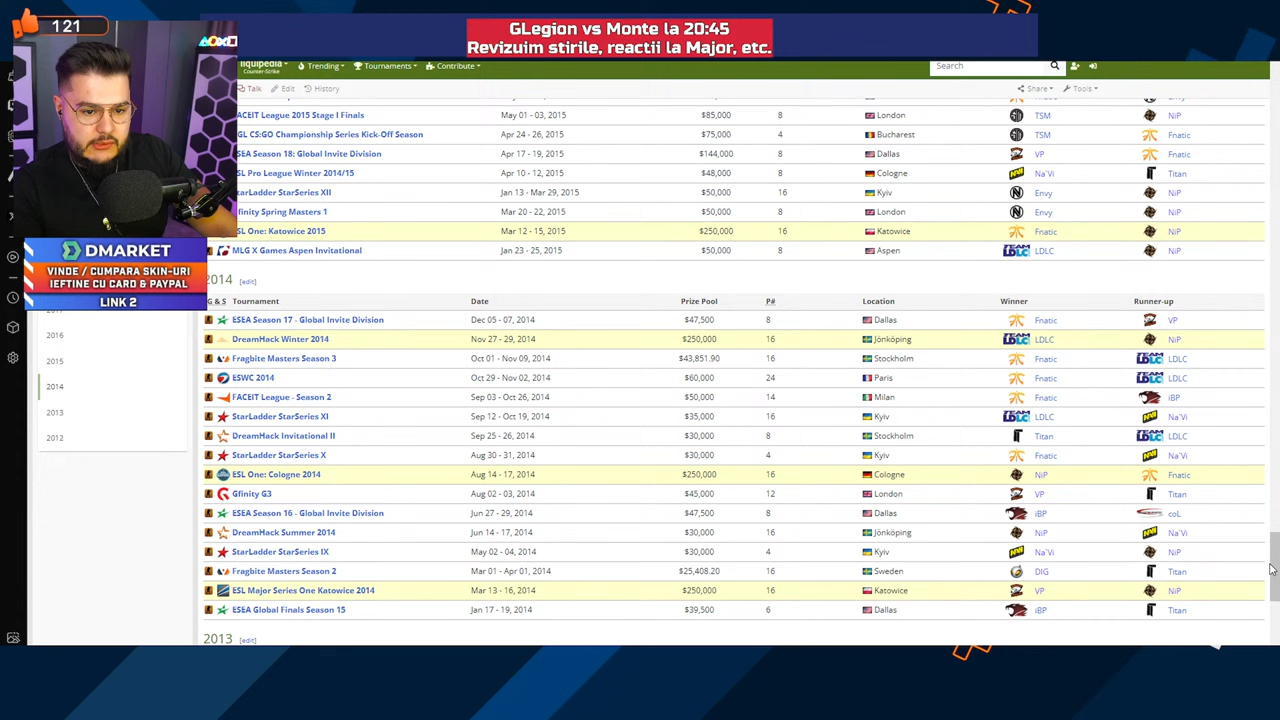 121
GLegion vs Monte la 20:45
Revizuim stirile, reactii la Major, etc.
DMARKET
VINDE / CUMPARA SKIN-URI
IEFTINE CU CARD & PAYPAL
LINK 2
iquipedia
Counter-Strike
Trending
Tournaments
Contribute
Search
Talk Edit History
Share Tools
ACEIT League 2015 Stage I Finals May 01 - 03, 2015 $85,000 8 London TSM NiP
GL CS:GO Championship Series Kick-Off Season Apr 24 - 26, 2015 $75,000 4 Bucharest TSM Fnatic
SEA Season 18: Global Invite Division Apr 17 - 19, 2015 $144,000 8 Dallas VP Fnatic
SL Pro League Winter 2014/15 Apr 10 - 12, 2015 $48,000 8 Cologne Na`Vi Titan
tarLadder StarSeries XII Jan 13 - Mar 29, 2015 $50,000 16 Kyiv Envy NiP
finity Spring Masters 1 Mar 20 - 22, 2015 $50,000 8 London Envy NiP
SL One: Katowice 2015 Mar 12 - 15, 2015 $250,000 16 Katowice Fnatic NiP
MLG X Games Aspen Invitational Jan 23 - 25, 2015 $50,000 8 Aspen LDLC NiP
2014 [edit]
G & S Tournament Date Prize Pool P# Location Winner Runner-up
ESEA Season 17 - Global Invite Division Dec 05 - 07, 2014 $47,500 8 Dallas Fnatic VP
DreamHack Winter 2014 Nov 27 - 29, 2014 $250,000 16 Jönköping LDLC NiP
Fragbite Masters Season 3 Oct 01 - Nov 09, 2014 $43,851.90 16 Stockholm Fnatic LDLC
ESWC 2014 Oct 29 - Nov 02, 2014 $60,000 24 Paris Fnatic LDLC
FACEIT League - Season 2 Sep 03 - Oct 26, 2014 $50,000 14 Milan Fnatic iBP
StarLadder StarSeries XI Sep 12 - Oct 19, 2014 $35,000 16 Kyiv LDLC Na`Vi
DreamHack Invitational II Sep 25 - 26, 2014 $30,000 8 Stockholm Titan LDLC
StarLadder StarSeries X Aug 30 - 31, 2014 $30,000 4 Kyiv Fnatic Na`Vi
ESL One: Cologne 2014 Aug 14 - 17, 2014 $250,000 16 Cologne NiP Fnatic
Gfinity G3 Aug 02 - 03, 2014 $45,000 12 London VP Titan
ESEA Season 16 - Global Invite Division Jun 27 - 29, 2014 $47,500 8 Dallas iBP coL
DreamHack Summer 2014 Jun 14 - 17, 2014 $30,000 16 Jönköping NiP Na`Vi
StarLadder StarSeries IX May 02 - 04, 2014 $30,000 4 Kyiv Na`Vi NiP
Fragbite Masters Season 2 Mar 01 - Apr 01, 2014 $25,408.20 16 Sweden DIG Titan
ESL Major Series One Katowice 2014 Mar 13 - 16, 2014 $250,000 16 Katowice VP NiP
ESEA Global Finals Season 15 Jan 17 - 19, 2014 $39,500 6 Dallas iBP Titan
2013 [edit]
2016
2015
2014
2013
2012